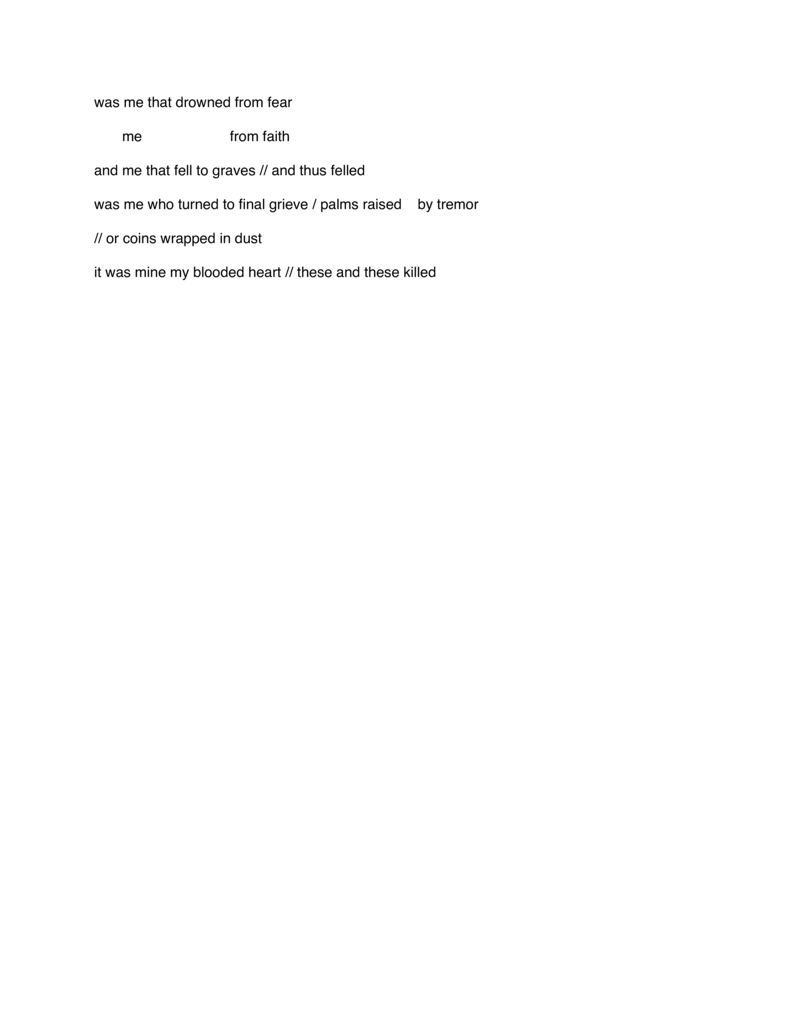 was me that drowned from fear
me from faith
and me that fell to graves // and thus felled
was me who turned to final grieve / palms raised by tremor
// or coins wrapped in dust
it was mine my blooded heart // these and these killed